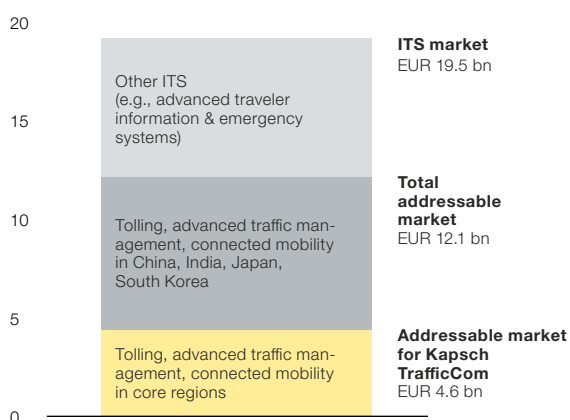 20
ITS market
EUR 19.5 bn
Other ITS
(e.g., advanced traveler
information & emergency
systems)
15
Total
addressable
market
EUR 12.1 bn
10
Tolling, advanced traffic man-
agement, connected mobility
in China, India, Japan,
South Korea
5
Addressable market
for Kapsch
TrafficCom
EUR 4.6 bn
Tolling, advanced traffic man-
agement, connected mobility
in core regions
0